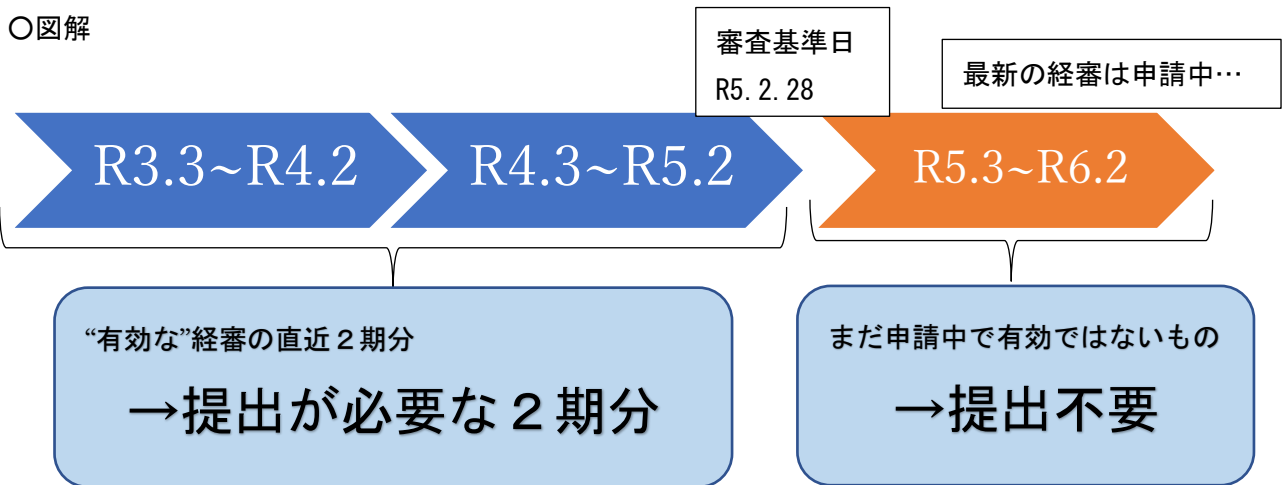 〇図解
審査基準日
R5.2.28
最新の経審は申請中…
R3.3~R4.2
R4.3~R5.2
R5.3~R6.2
“有効な”経審の直近２期分
→提出が必要な２期分
まだ申請中で有効ではないもの
→提出不要